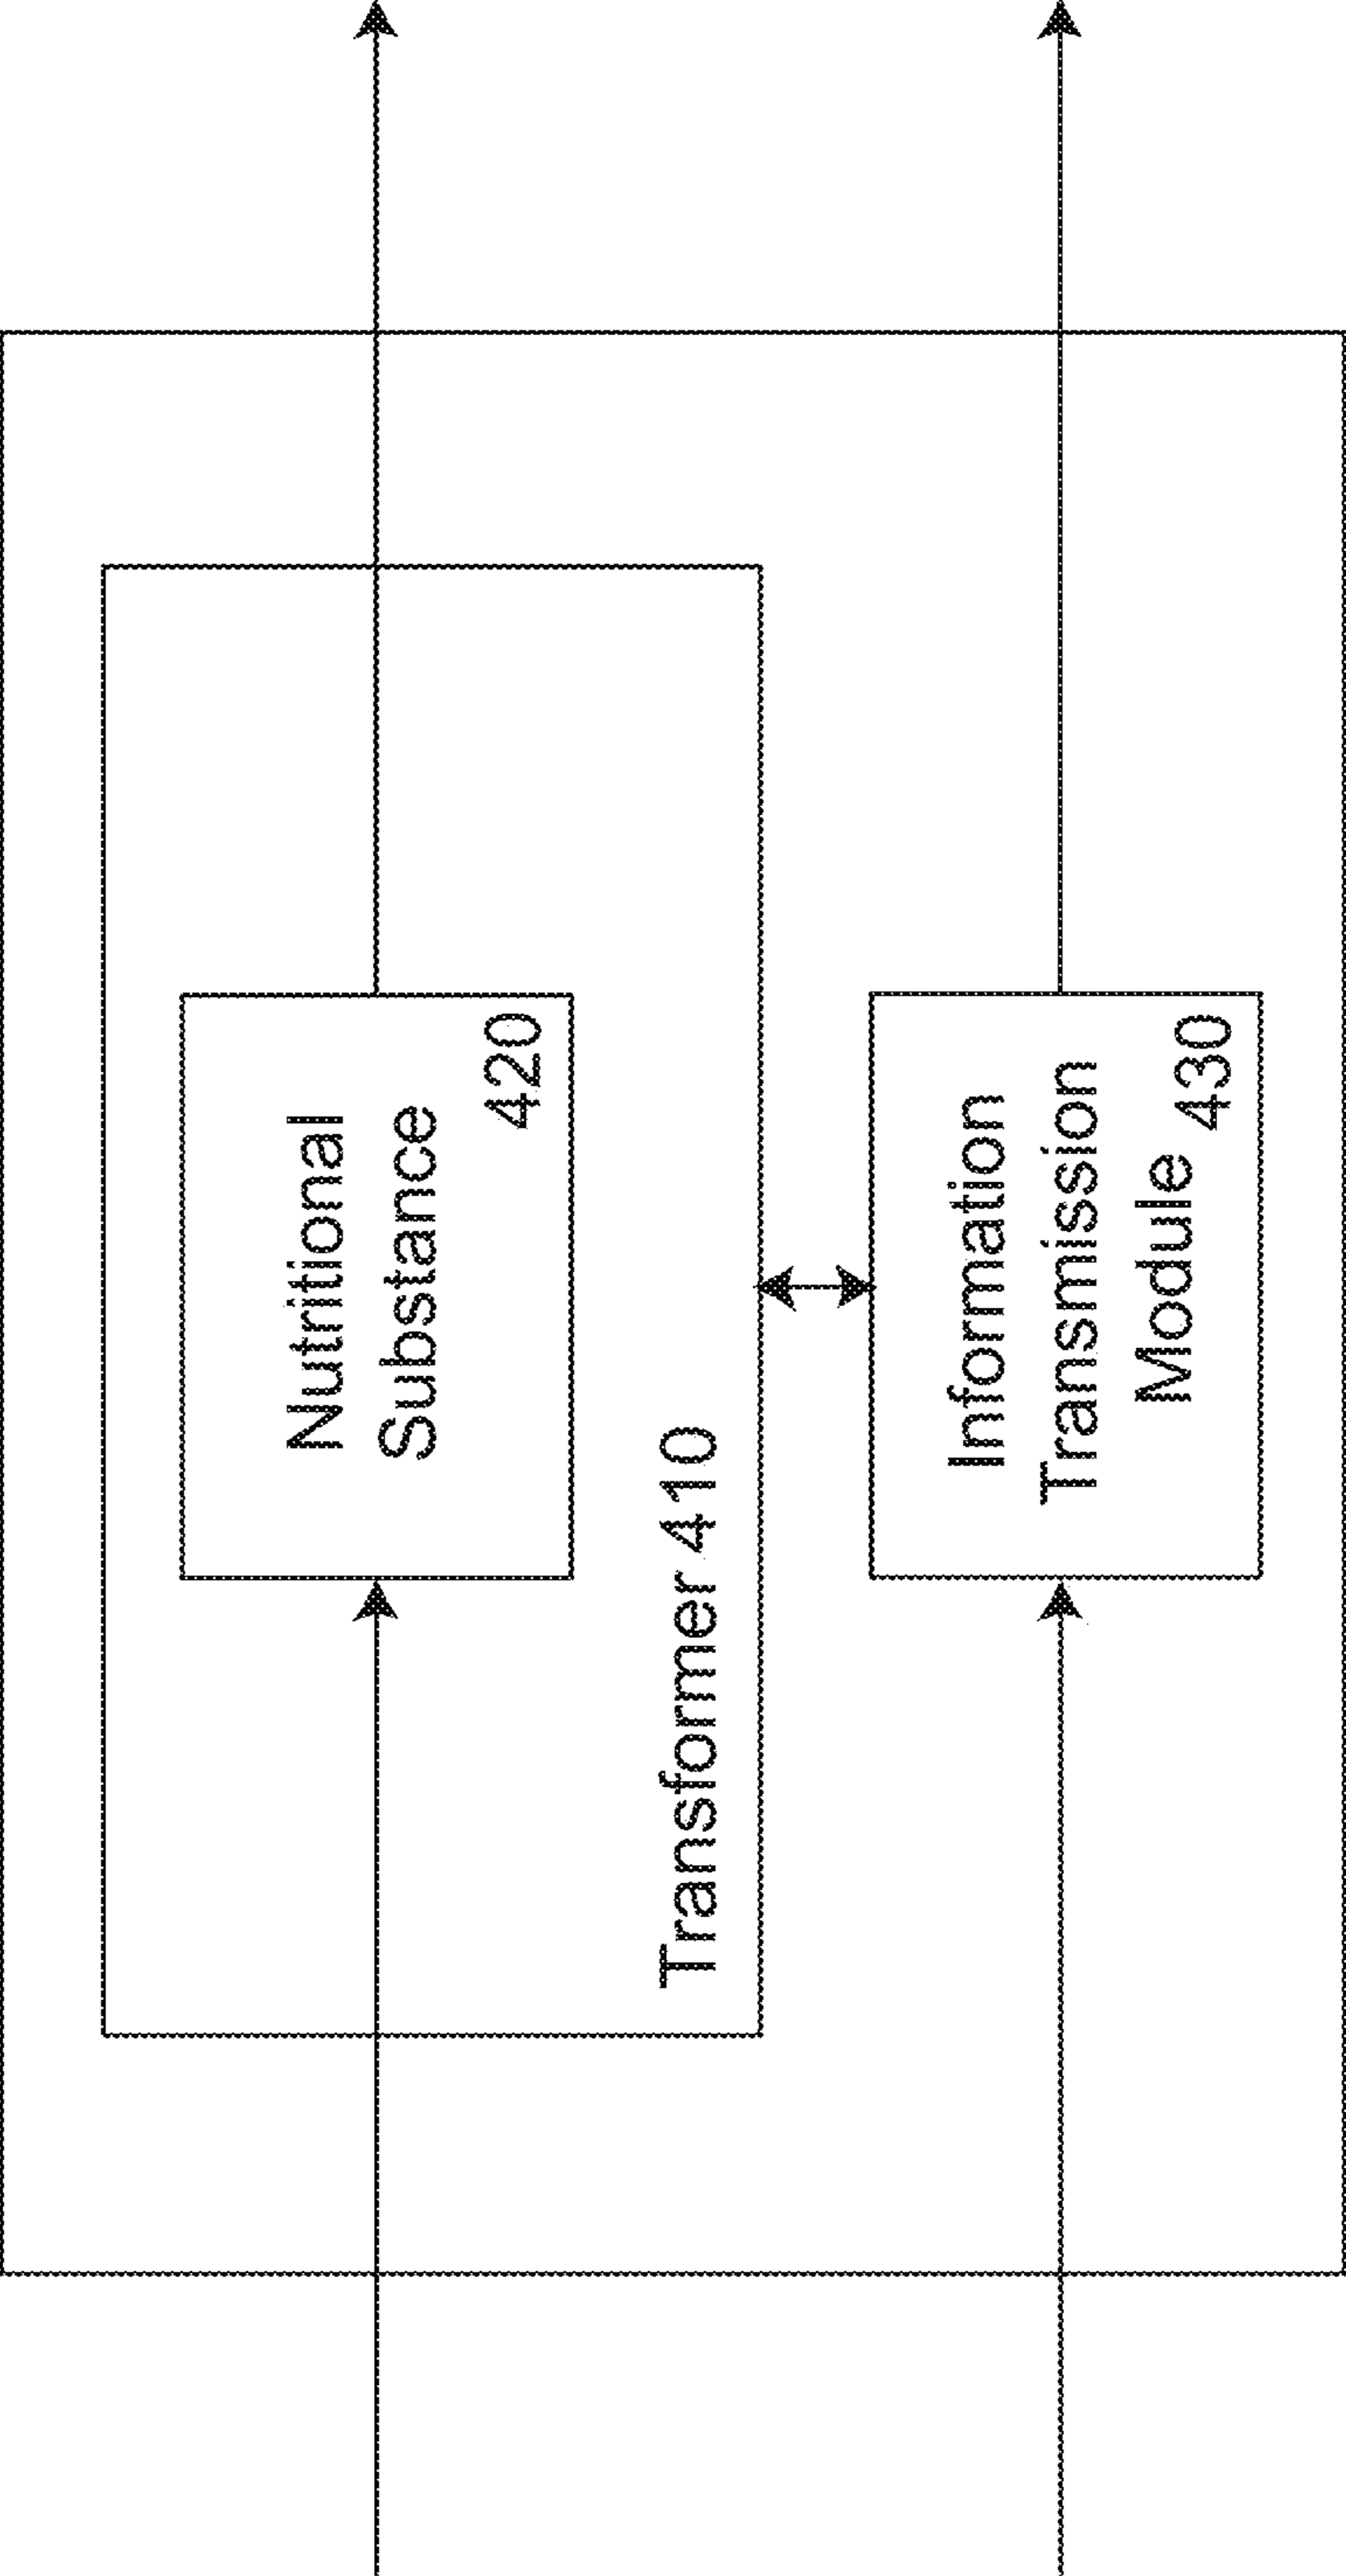 Nutritional
Substance
420
Transformer 410
Information
Transmission
Module
430